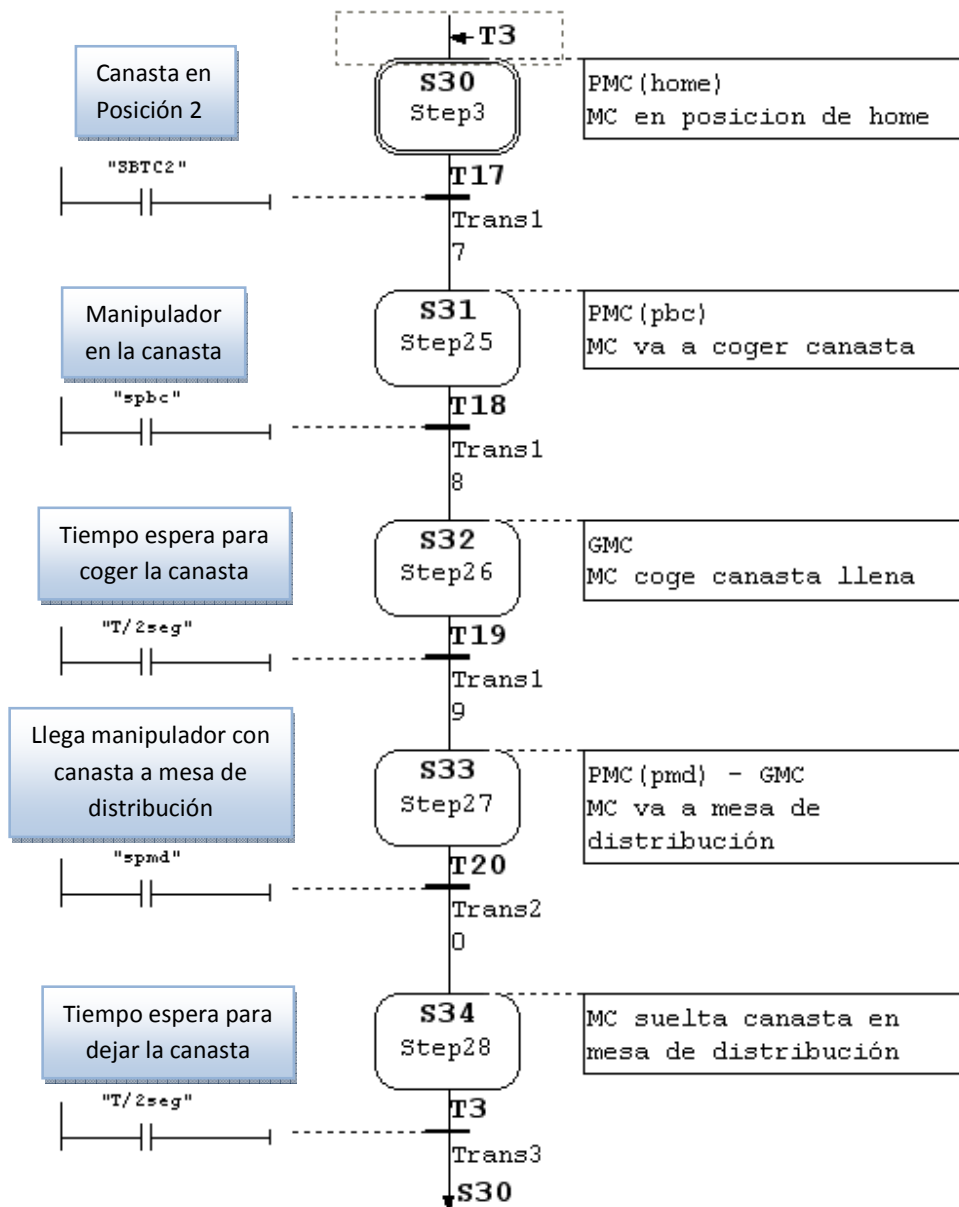 T3
Canasta en
Posición 2
S30
Step3
PMC(home)
MC en posicion de home
"SBTC2"
T17
Trans1
7
Manipulador
en la canasta
S31
Step25
PMC(pbc)
MC va a coger canasta
"spbc"
T18
Trans1
8
Tiempo espera para
coger la canasta
S32
Step26
GMC
MC coge canasta llena
"T/2seg"
T19
Trans1
9
Llega manipulador con
canasta a mesa de
distribución
S33
Step27
PMC(pmd) - GMC
MC va a mesa de
distribución
"spmd"
T20
Trans2
0
Tiempo espera para
dejar la canasta
S34
Step28
MC suelta canasta en
mesa de distribución
"T/2seg"
T3
Trans3
S30